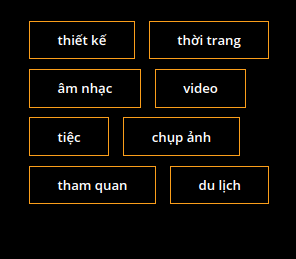 thiết kế thời trang
âm nhạc video
tiệc chụp ảnh
tham quan du lịch